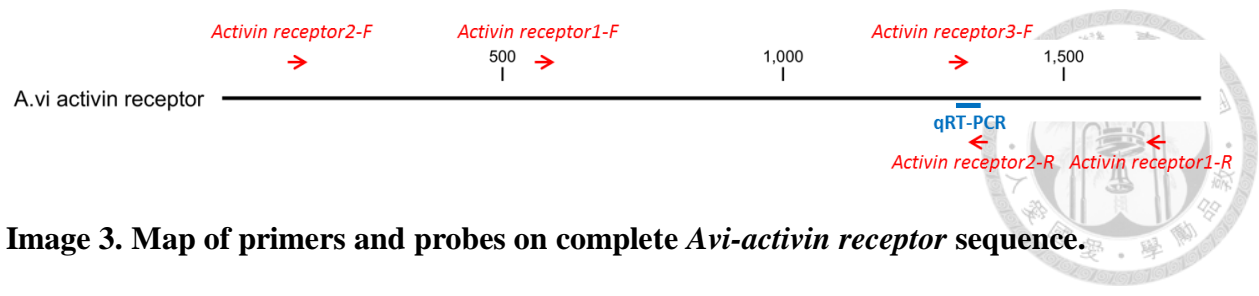 Activin receptor2-F Activin receptor1-F Activin receptor3-F
500 1,000 1,500
A.vi activin receptor
qRT-PCR
Activin receptor2-R Activin receptor1-R
Image 3. Map of primers and probes on complete Avi-activin receptor sequence.